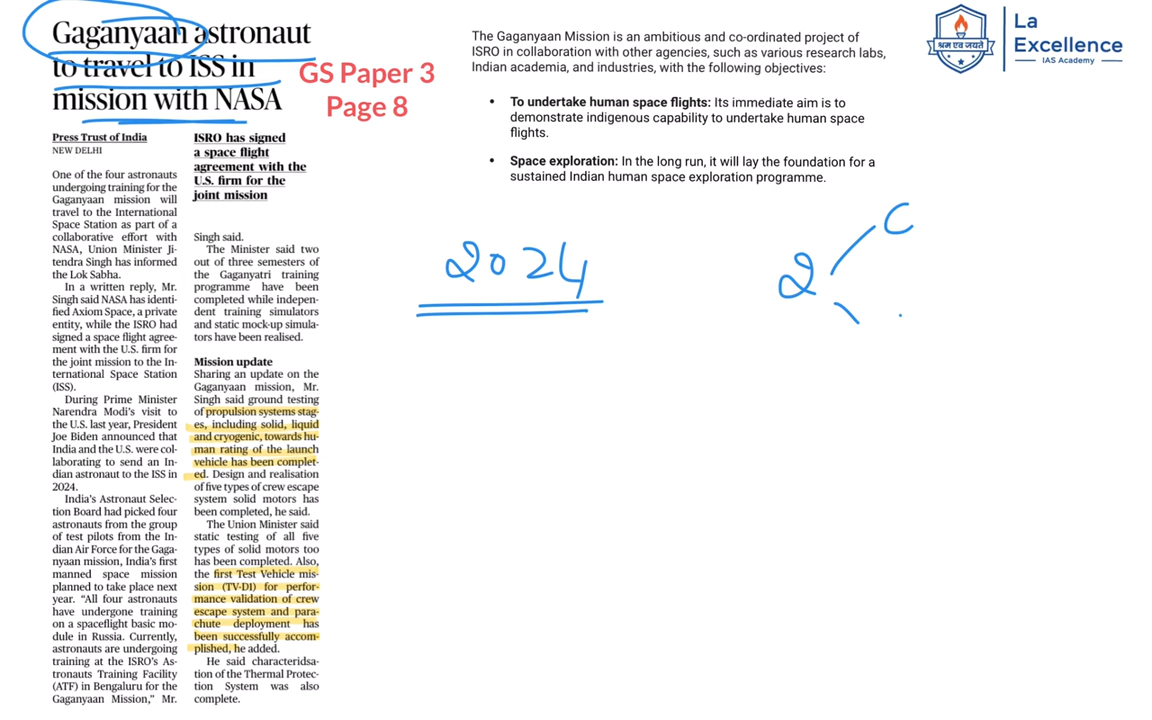 Gaganyaan astronaut
to travel to ISS in
mission with NASA
GS Paper 3
Page 8
Press Trust of India
NEW DELHI
One of the four astronauts
undergoing training for the
Gaganyaan mission will
travel to the International
Space Station as part of a
collaborative effort with
NASA, Union Minister Ji-
tendra Singh has informed
the Lok Sabha.
In a written reply, Mr.
Singh said NASA has identi-
fied Axiom Space, a private
entity, while the ISRO had
signed a space flight agree-
ment with the U.S. firm for
the joint mission to the In-
ternational Space Station
(ISS).
During Prime Minister
Narendra Modi's visit to
the U.S. last year, President
Joe Biden announced that
India and the U.S. were col-
laborating to send an In-
dian astronaut to the ISS in
2024.
India's Astronaut Selec-
tion Board had picked four
astronauts from the group
of test pilots from the In-
dian Air Force for the Gaga-
nyaan mission, India's first
manned space mission
planned to take place next
year. “All four astronauts
have undergone training
on a spaceflight basic mo-
dule in Russia. Currently,
astronauts are undergoing
training at the ISRO's As-
tronauts Training Facility
(ATF) in Bengaluru for the
Gaganyaan Mission,” Mr.
ISRO has signed
a space flight
agreement with the
U.S. firm for the
joint mission
Singh said.
The Minister said two
out of three semesters of
the Gaganyatri training
programme have been
completed while indepen-
dent training simulators
and static mock-up simula-
tors have been realised.
Mission update
Sharing an update on the
Gaganyaan mission, Mr.
Singh said ground testing
of propulsion systems stag-
es, including solid, liquid
and cryogenic, towards hu-
man rating of the launch
vehicle has been complet-
ed. Design and realisation
of five types of crew escape
system solid motors has
been completed, he said.
The Union Minister said
static testing of all five
types of solid motors too
has been completed. Also,
the first Test Vehicle mis-
sion (TV-D1) for perfor-
mance validation of crew
escape system and para-
chute deployment has
been successfully accom-
plished, he added.
He said characteridsa-
tion of the Thermal Protec-
tion System was also
complete.
The Gaganyaan Mission is an ambitious and co-ordinated project of
ISRO in collaboration with other agencies, such as various research labs,
Indian academia, and industries, with the following objectives:
• To undertake human space flights: Its immediate aim is to
demonstrate indigenous capability to undertake human space
flights.
• Space exploration: In the long run, it will lay the foundation for a
sustained Indian human space exploration programme.
2024
2
C
श्रम एव जयते
La
Excellence
IAS Academy